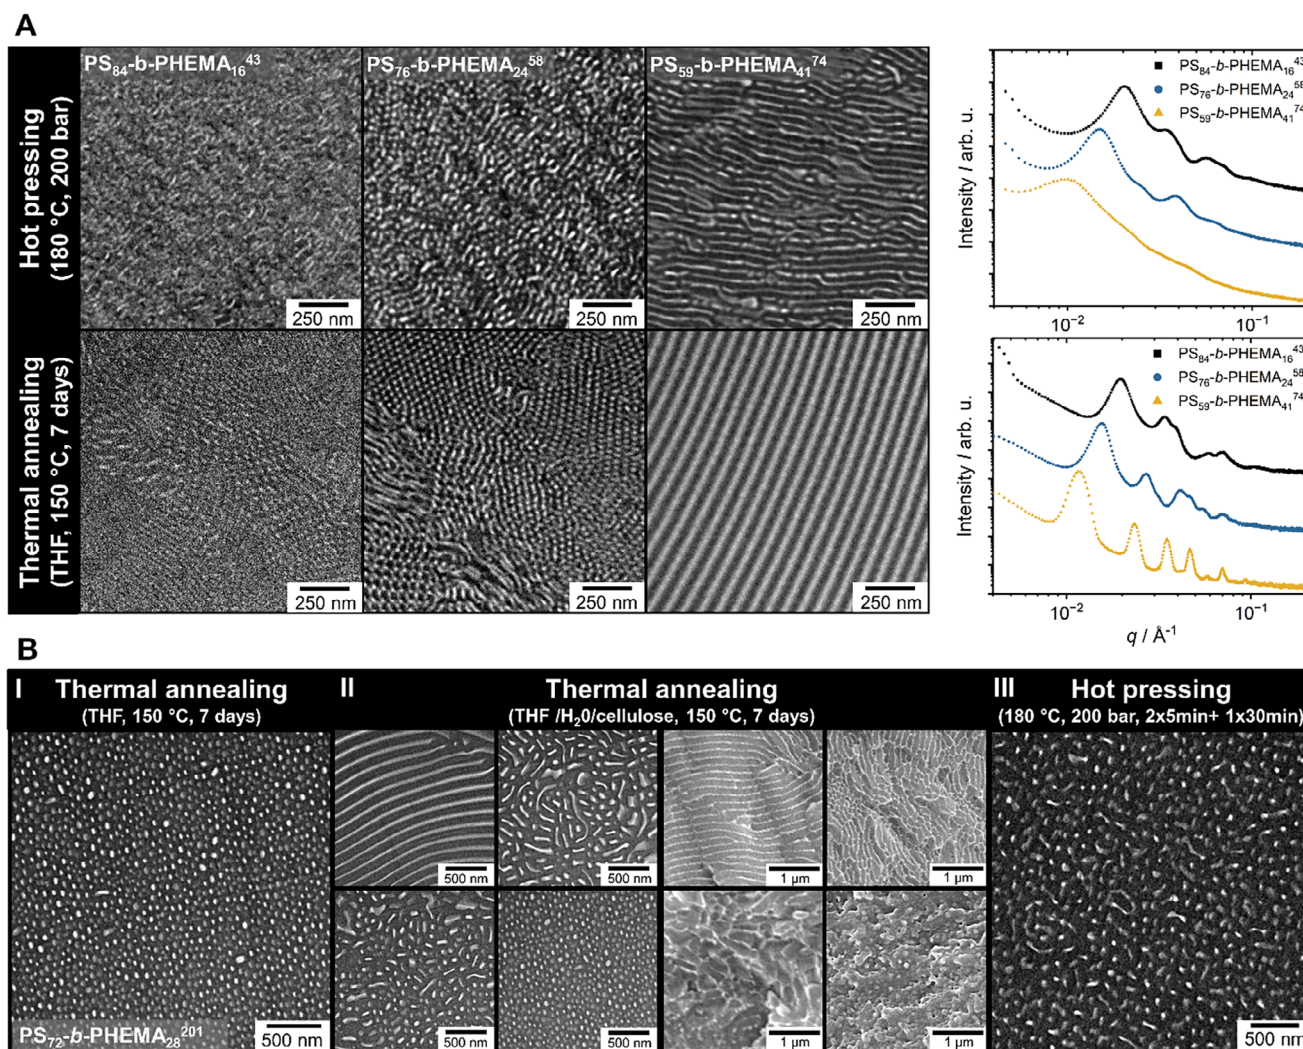 A
Hot pressing
(180 °C, 200 bar)
PS₈₄-b-PHEMA₁₆⁴³
PS₇₆-b-PHEMA₂₄⁵⁸
PS₅₉-b-PHEMA₄₁⁷⁴
250 nm
250 nm
250 nm
Thermal annealing
(THF, 150 °C, 7 days)
250 nm
250 nm
250 nm
Intensity / arb. u.
PS₈₄-b-PHEMA₁₆⁴³
PS₇₆-b-PHEMA₂₄⁵⁸
PS₅₉-b-PHEMA₄₁⁷⁴
10⁻²
10⁻¹
Intensity / arb. u.
PS₈₄-b-PHEMA₁₆⁴³
PS₇₆-b-PHEMA₂₄⁵⁸
PS₅₉-b-PHEMA₄₁⁷⁴
10⁻²
10⁻¹
q / Å⁻¹
B
I Thermal annealing
(THF, 150 °C, 7 days)
PS₇₂-b-PHEMA₂₈²⁰¹
500 nm
II Thermal annealing
(THF /H₂0/cellulose, 150 °C, 7 days)
500 nm
500 nm
1 µm
1 µm
500 nm
500 nm
1 µm
1 µm
III Hot pressing
(180 °C, 200 bar, 2x5min+ 1x30min)
500 nm